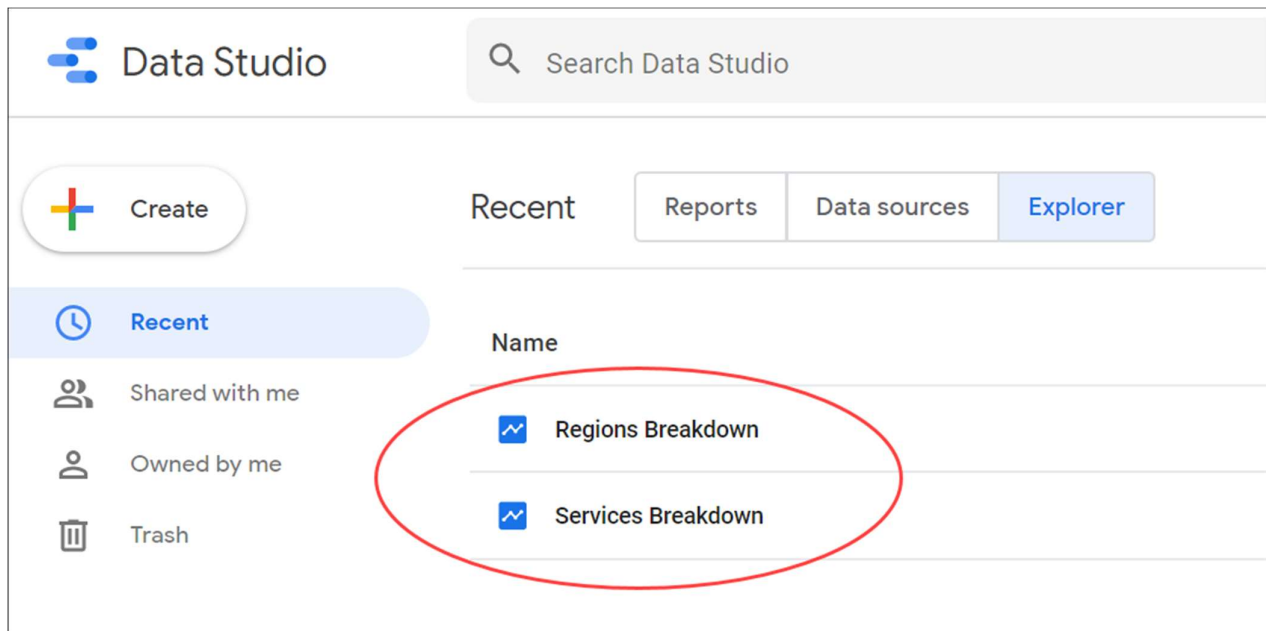 Data Studio
Search Data Studio
Create
Recent
Shared with me
Owned by me
Trash
Recent
Reports
Data sources
Explorer
Name
Regions Breakdown
Services Breakdown